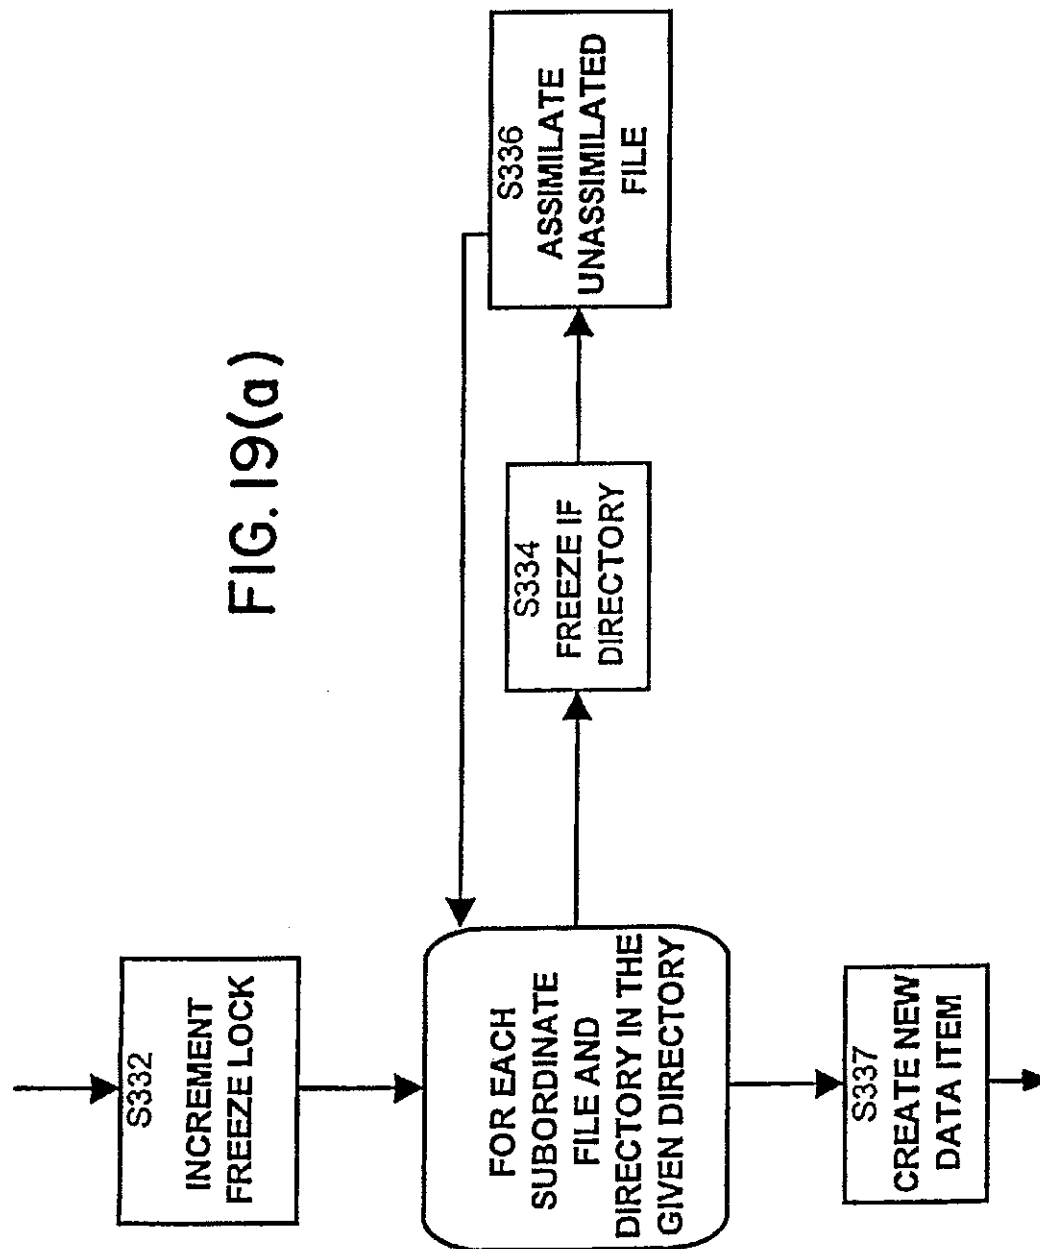 FIG. 19(a)
S332
INCREMENT
FREEZE LOCK
FOR EACH
SUBORDINATE
FILE AND
DIRECTORY IN THE
GIVEN DIRECTORY
S334
FREEZE IF
DIRECTORY
S336
ASSIMILATE
UNASSIMILATED
FILE
S337
CREATE NEW
DATA ITEM